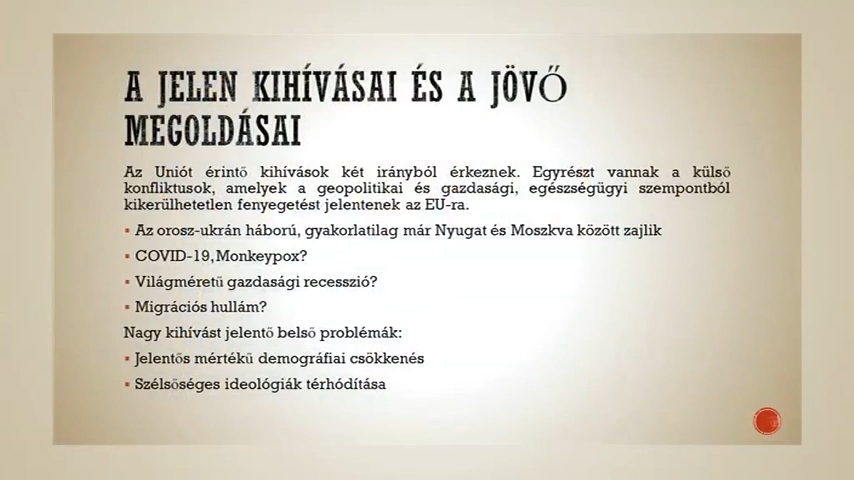 A JELEN KIHÍVÁSAI ÉS A JÖVŐ
MEGOLDÁSAI
Az Uniót érintő kihívások két irányból érkeznek. Egyrészt vannak a külső
konfliktusok, amelyek a geopolitikai és gazdasági, egészségügyi szempontból
kikerülhetetlen fenyegetést jelentenek az EU-ra.
▪ Az orosz-ukrán háború, gyakorlatilag már Nyugat és Moszkva között zajlik
▪ COVID-19, Monkeypox?
▪ Világméretű gazdasági recesszió?
▪ Migrációs hullám?
Nagy kihívást jelentő belső problémák:
▪ Jelentős mértékű demográfiai csökkenés
▪ Szélsőséges ideológiák térhódítása